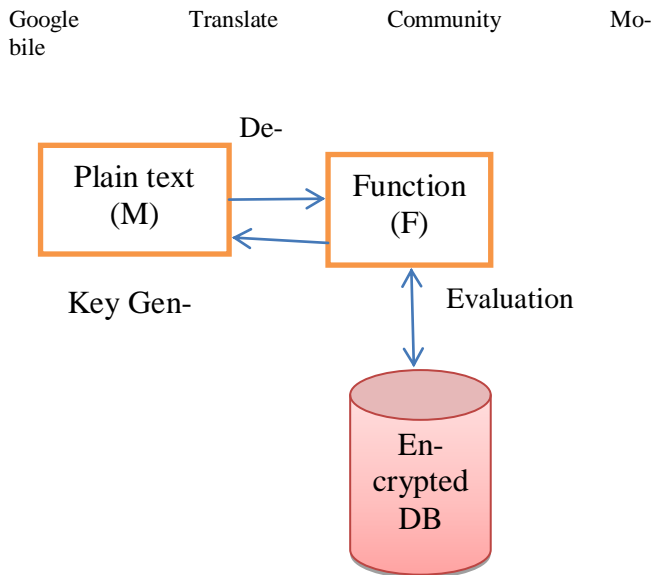 Google Translate Community Mo-
bile
De-
Plain text
(M)
Function
(F)
Key Gen-
Evaluation
En-
crypted
DB